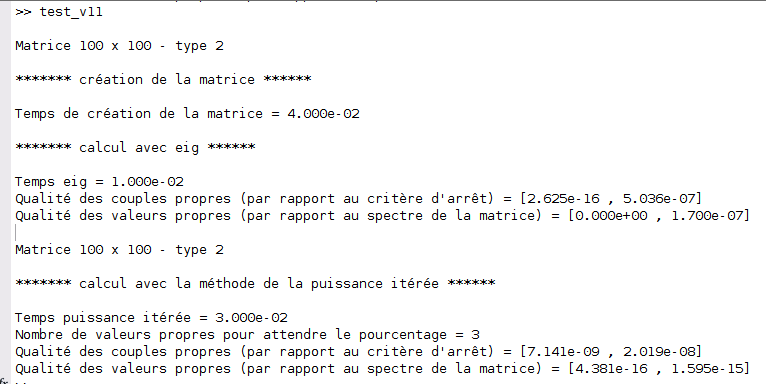 >> test_v11
Matrice 100 x 100 - type 2
******* création de la matrice ******
Temps de création de la matrice = 4.000e-02
******* calcul avec eig ******
Temps eig = 1.000e-02
Qualité des couples propres (par rapport au critère d'arrêt) = [2.625e-16 , 5.036e-07]
Qualité des valeurs propres (par rapport au spectre de la matrice) = [0.000e+00 , 1.700e-07]
Matrice 100 x 100 - type 2
******* calcul avec la méthode de la puissance itérée ******
Temps puissance itérée = 3.000e-02
Nombre de valeurs propres pour attendre le pourcentage = 3
Qualité des couples propres (par rapport au critère d'arrêt) = [7.141e-09 , 2.019e-08]
Qualité des valeurs propres (par rapport au spectre de la matrice) = [4.381e-16 , 1.595e-15]